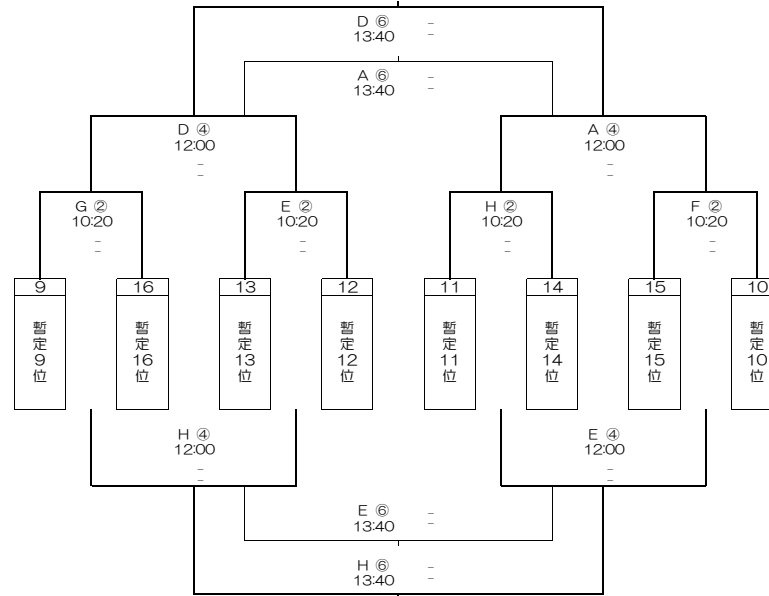 D ⑥
13:40
A ⑥
13:40
D ④
12:00
A ④
12:00
G ②
10:20
E ②
10:20
H ②
10:20
F ②
10:20
9
16
13
12
11
14
15
10
暫定9位
暫定16位
暫定13位
暫定12位
暫定11位
暫定14位
暫定15位
暫定10位
H ④
12:00
E ④
12:00
E ⑥
13:40
H ⑥
13:40